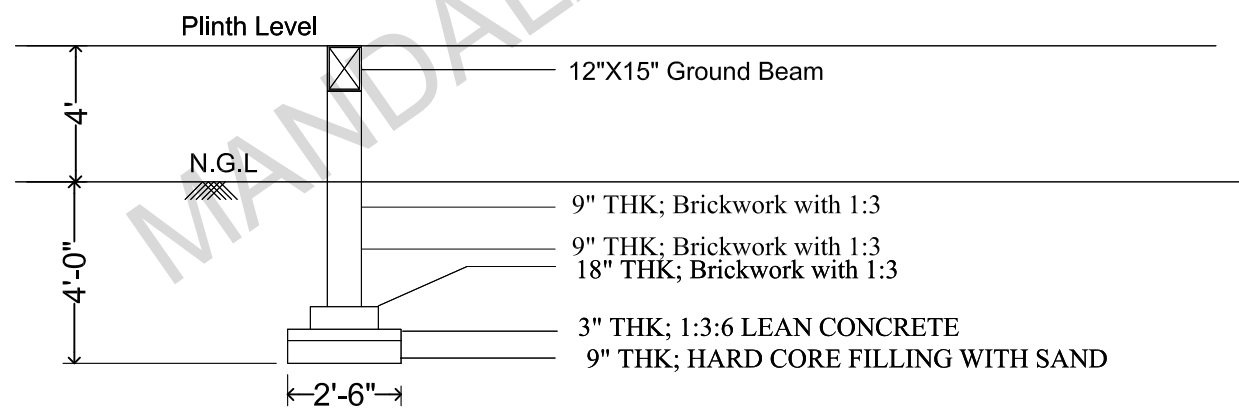 Plinth Level
12"X15" Ground Beam
4'
N.G.L
9" THK; Brickwork with 1:3
4'-0"
9" THK; Brickwork with 1:3
18" THK; Brickwork with 1:3
3" THK; 1:3:6 LEAN CONCRETE
9" THK; HARD CORE FILLING WITH SAND
2'-6"